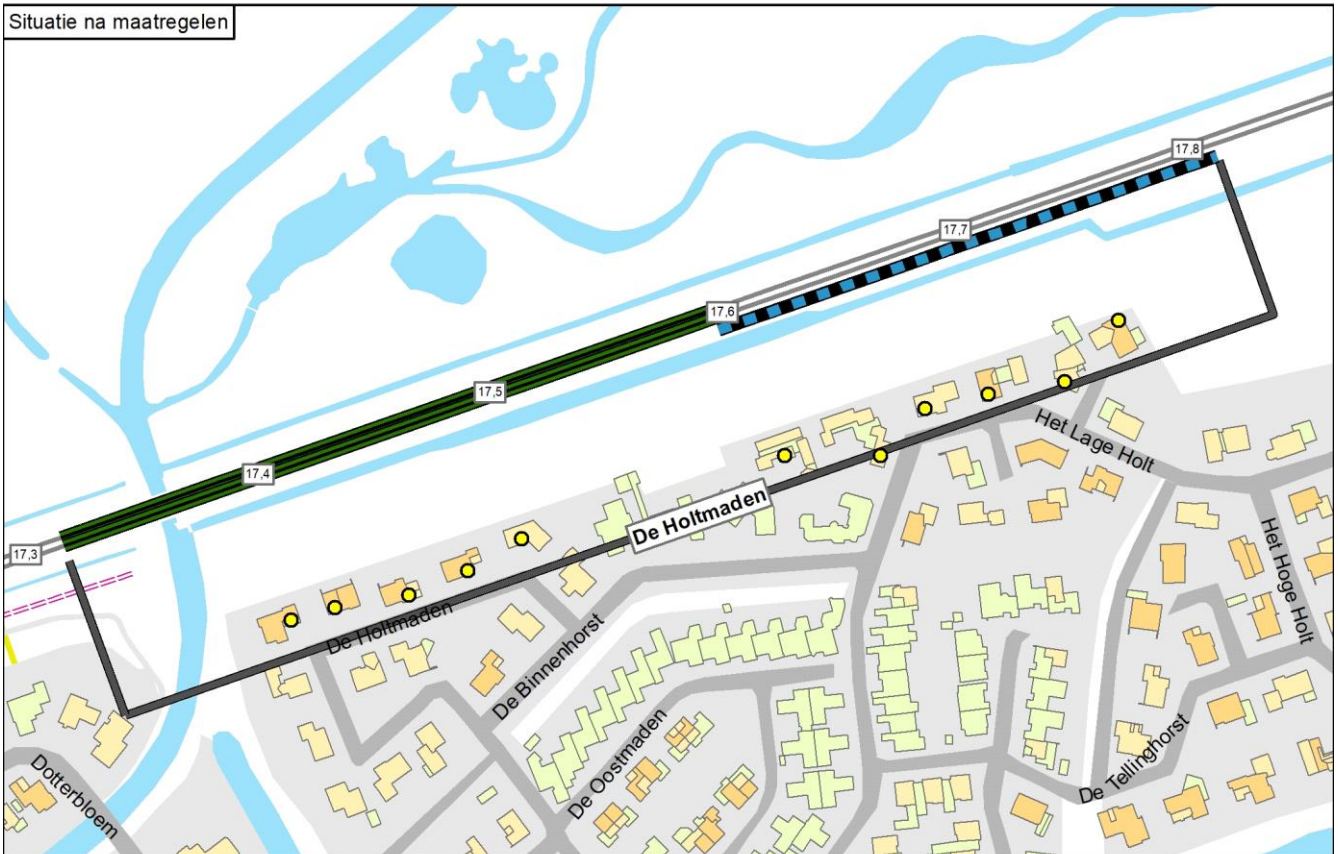 Situatie na maatregelen
17,8
17,7
17,6
17,5
17,4
17,3
Het Lage Holt
De Holtmaden
Het Hoge Holt
De Holtmaden
De Binnenhorst
De Oostmaden
De Tellinghorst
Dotterbloem